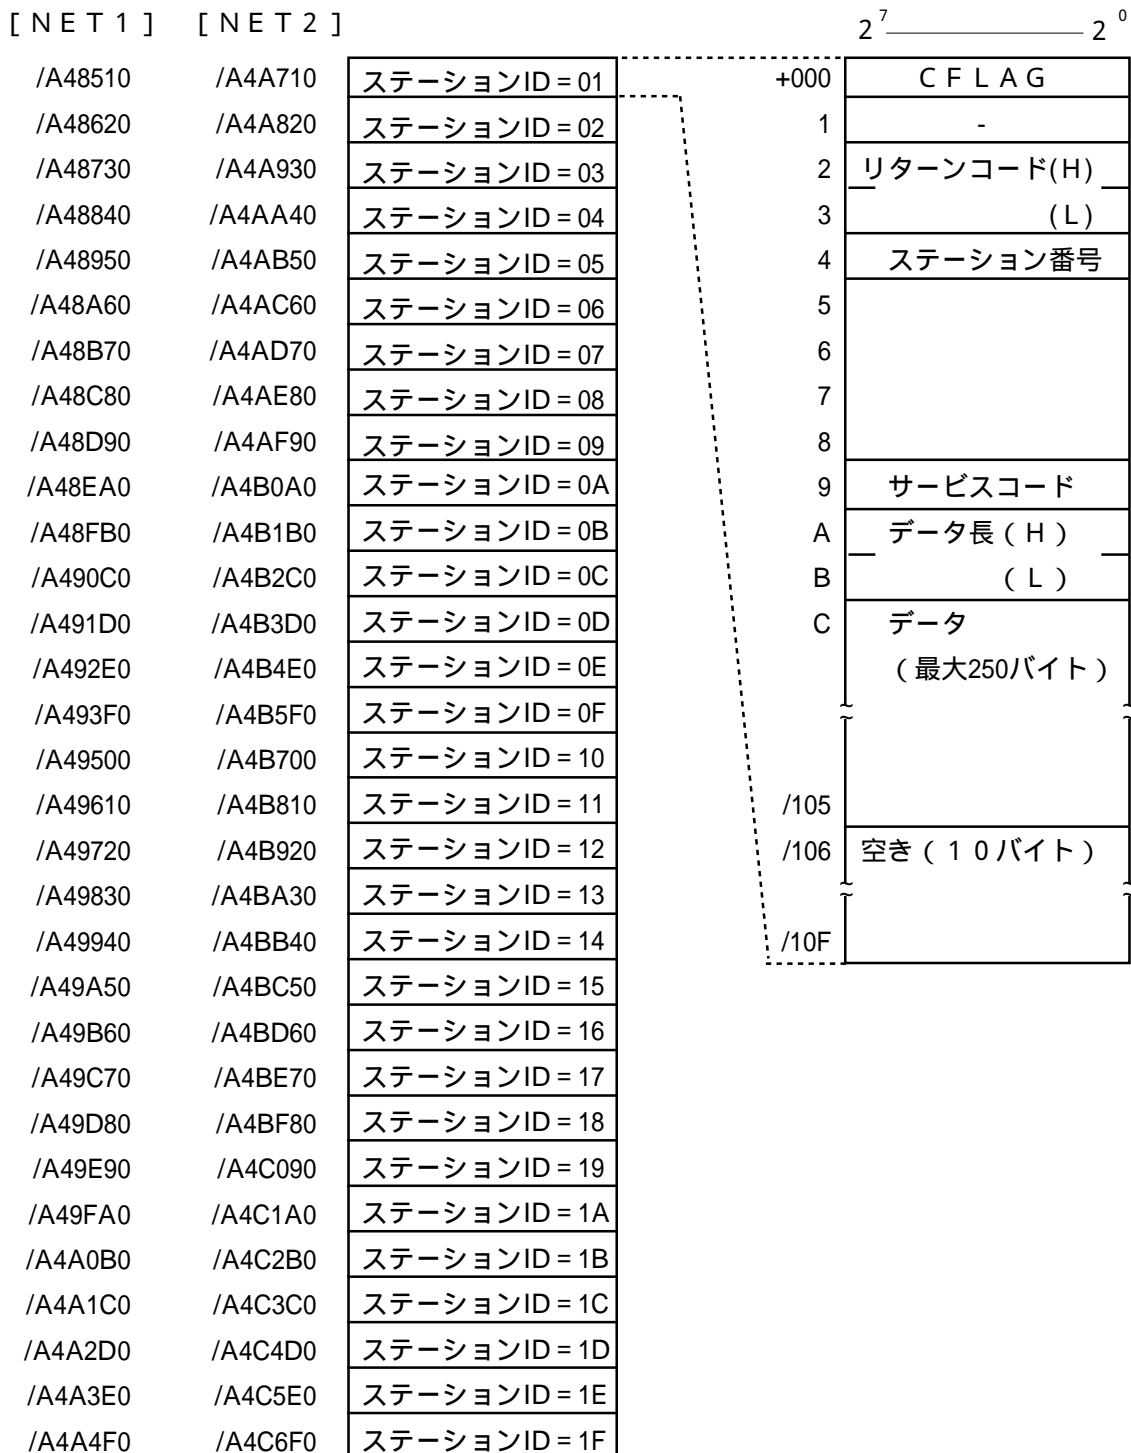 [ＮＥＴ１] [ＮＥＴ２] 2⁷ 2⁰
/A48510 /A4A710 ステーションID = 01 +000 ＣＦＬＡＧ
/A48620 /A4A820 ステーションID = 02 1 -
/A48730 /A4A930 ステーションID = 03 2 リターンコード(Ｈ)
/A48840 /A4AA40 ステーションID = 04 3 (Ｌ)
/A48950 /A4AB50 ステーションID = 05 4 ステーション番号
/A48A60 /A4AC60 ステーションID = 06 5
/A48B70 /A4AD70 ステーションID = 07 6
/A48C80 /A4AE80 ステーションID = 08 7
/A48D90 /A4AF90 ステーションID = 09 8
/A48EA0 /A4B0A0 ステーションID = 0A 9 サービスコード
/A48FB0 /A4B1B0 ステーションID = 0B A データ長（Ｈ）
/A490C0 /A4B2C0 ステーションID = 0C B （Ｌ）
/A491D0 /A4B3D0 ステーションID = 0D C データ
/A492E0 /A4B4E0 ステーションID = 0E （最大250バイト）
/A493F0 /A4B5F0 ステーションID = 0F
/A49500 /A4B700 ステーションID = 10
/A49610 /A4B810 ステーションID = 11 /105
/A49720 /A4B920 ステーションID = 12 /106 空き（１０バイト）
/A49830 /A4BA30 ステーションID = 13
/A49940 /A4BB40 ステーションID = 14 /10F
/A49A50 /A4BC50 ステーションID = 15
/A49B60 /A4BD60 ステーションID = 16
/A49C70 /A4BE70 ステーションID = 17
/A49D80 /A4BF80 ステーションID = 18
/A49E90 /A4C090 ステーションID = 19
/A49FA0 /A4C1A0 ステーションID = 1A
/A4A0B0 /A4C2B0 ステーションID = 1B
/A4A1C0 /A4C3C0 ステーションID = 1C
/A4A2D0 /A4C4D0 ステーションID = 1D
/A4A3E0 /A4C5E0 ステーションID = 1E
/A4A4F0 /A4C6F0 ステーションID = 1F